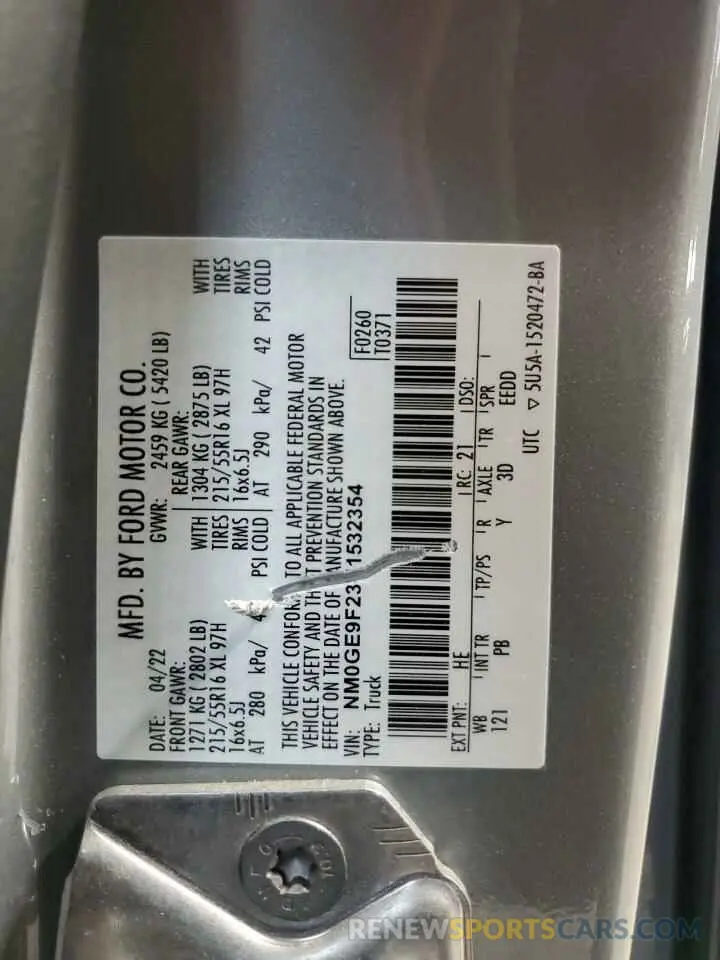 MFD. BY FORD MOTOR CO.
DATE: 04/22 GVWR: 2459 KG ( 5420 LB)
FRONT GAWR: REAR GAWR:
1271 KG ( 2802 LB) WITH 1304 KG ( 2875 LB) WITH
215/55R16 XL 97H TIRES 215/55R16 XL 97H TIRES
16x6.5J RIMS 16x6.5J RIMS
AT 280 kPa/ PSI COLD AT 290 kPa/ 42 PSI COLD
THIS VEHICLE TO ALL APPLICABLE FEDERAL MOTOR
VEHICLE SAFETY AND PREVENTION STANDARDS IN
EFFECT ON THE DATE OF MANUFACTURE SHOWN ABOVE.
VIN: NM0GE9F23 1532354
TYPE: Truck
F0260
T0371
EXT PNT: HE RC: 21 DSO:
WB INT TR TP/PS R AXLE TR SPR
121 PB Y 3D EEDD
UTC ▽ 5U5A-1520472-BA
RENEWSPORTSCARS.COM